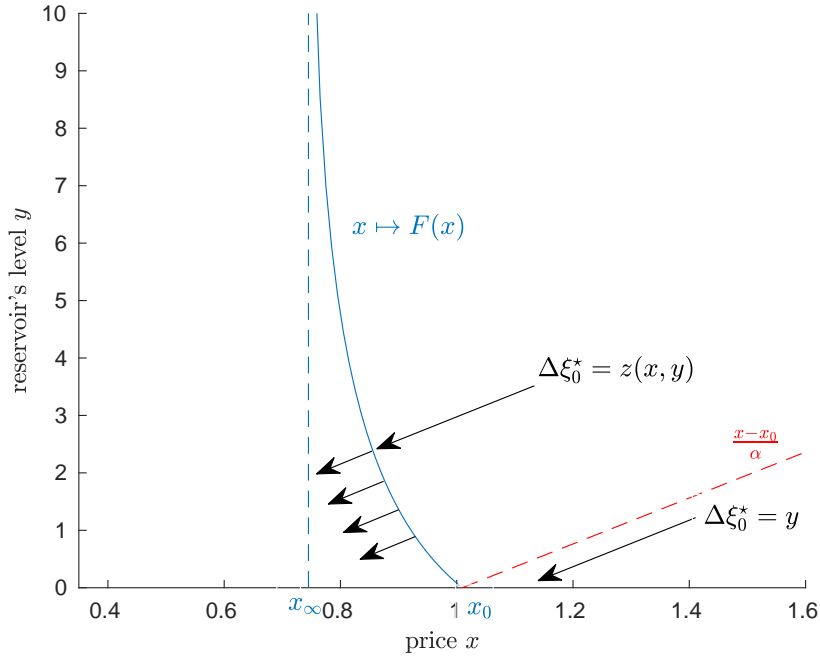 10
9
8
7
6
5
4
3
2
1
0
reservoir's level y
x ↦ F(x)
Δξ₀⋆ = z(x, y)
x−x₀
α
Δξ₀⋆ = y
0.4
0.6
x∞
0.8
1
x₀
1.2
1.4
1.6
price x